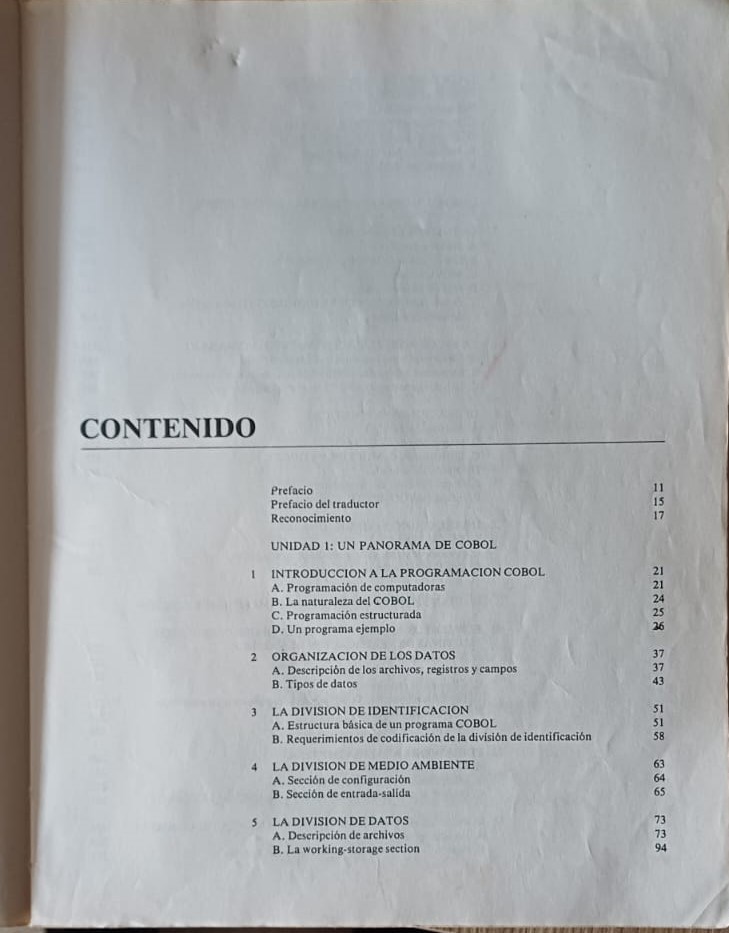 CONTENIDO
Prefacio 11
Prefacio del traductor 15
Reconocimiento 17
UNIDAD 1: UN PANORAMA DE COBOL
1 INTRODUCCION A LA PROGRAMACION COBOL 21
A. Programación de computadoras 21
B. La naturaleza del COBOL 24
C. Programación estructurada 25
D. Un programa ejemplo 26
2 ORGANIZACION DE LOS DATOS 37
A. Descripción de los archivos, registros y campos 37
B. Tipos de datos 43
3 LA DIVISION DE IDENTIFICACION 51
A. Estructura básica de un programa COBOL 51
B. Requerimientos de codificación de la división de identificación 58
4 LA DIVISION DE MEDIO AMBIENTE 63
A. Sección de configuración 64
B. Sección de entrada-salida 65
5 LA DIVISION DE DATOS 73
A. Descripción de archivos 73
B. La working-storage section 94